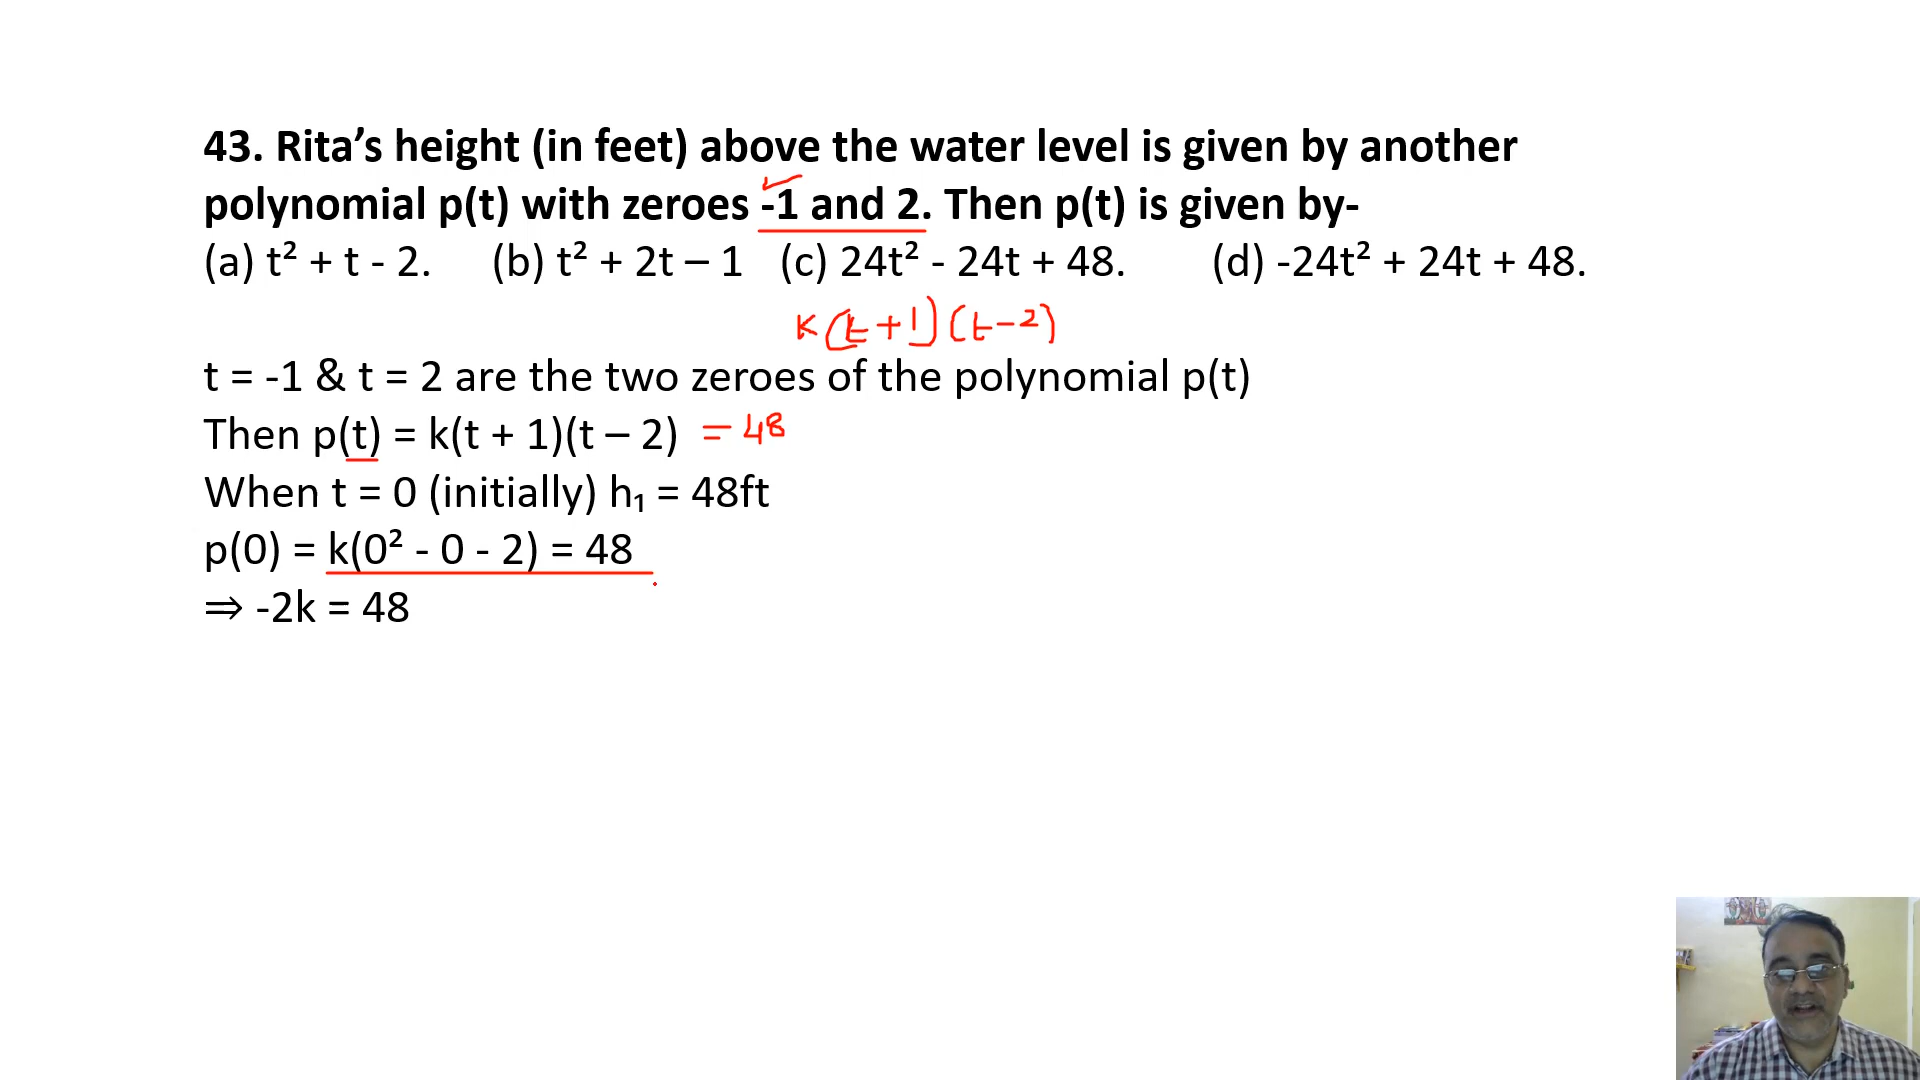 43. Rita’s height (in feet) above the water level is given by another
polynomial p(t) with zeroes -1 and 2. Then p(t) is given by-
(a) t² + t - 2. (b) t² + 2t – 1 (c) 24t² - 24t + 48. (d) -24t² + 24t + 48.
k(t+1)(t-2)
t = -1 & t = 2 are the two zeroes of the polynomial p(t)
Then p(t) = k(t + 1)(t – 2) = 48
When t = 0 (initially) h₁ = 48ft
p(0) = k(0² - 0 - 2) = 48
⇒ -2k = 48